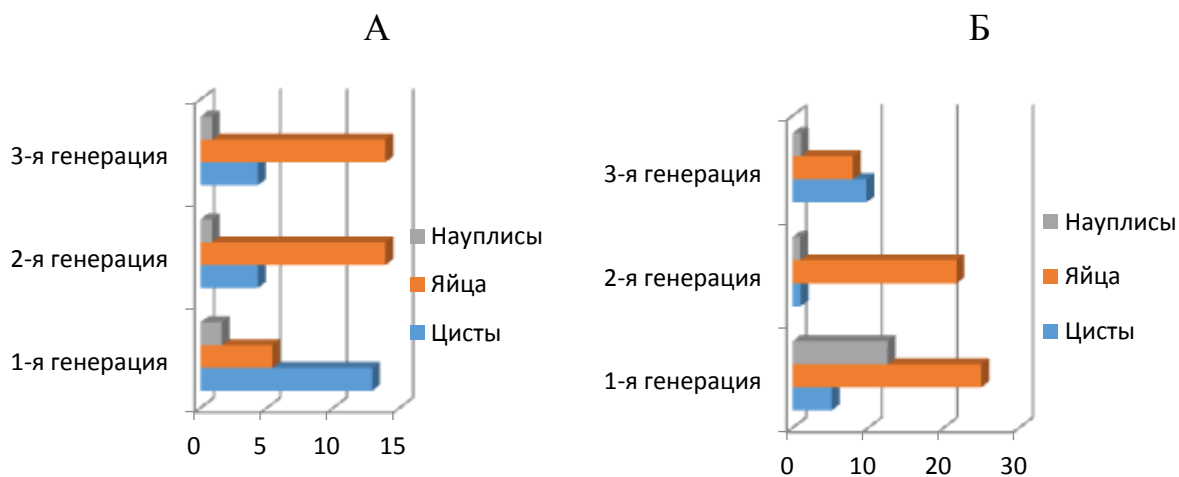 А
3-я генерация
2-я генерация
1-я генерация
0 5 10 15
Науплисы
Яйца
Цисты
Б
3-я генерация
2-я генерация
1-я генерация
0 10 20 30
Науплисы
Яйца
Цисты